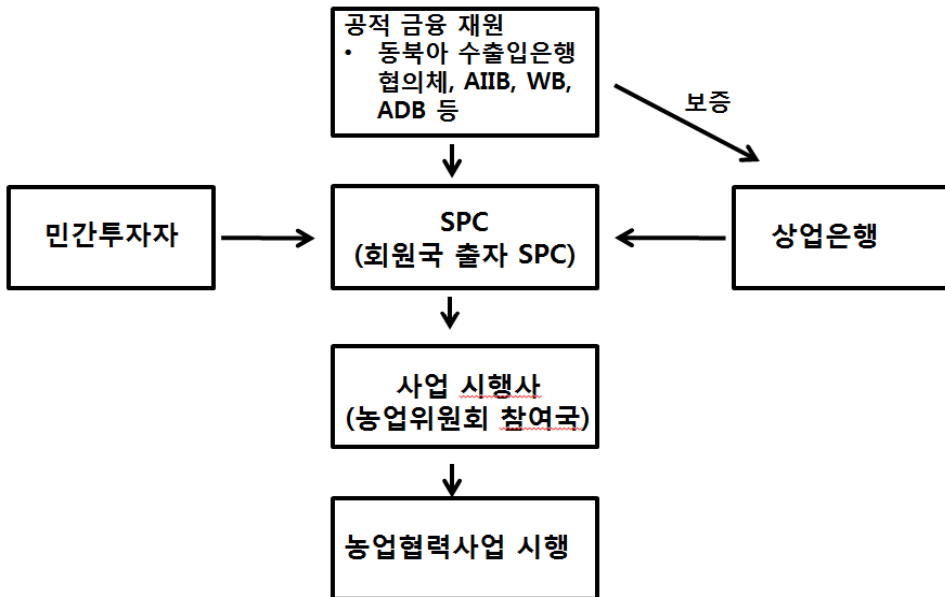 공적 금융 재원
• 동북아 수출입은행
협의체, AIIB, WB,
ADB 등
보증
민간투자자
SPC
(회원국 출자 SPC)
상업은행
사업 시행사
(농업위원회 참여국)
농업협력사업 시행